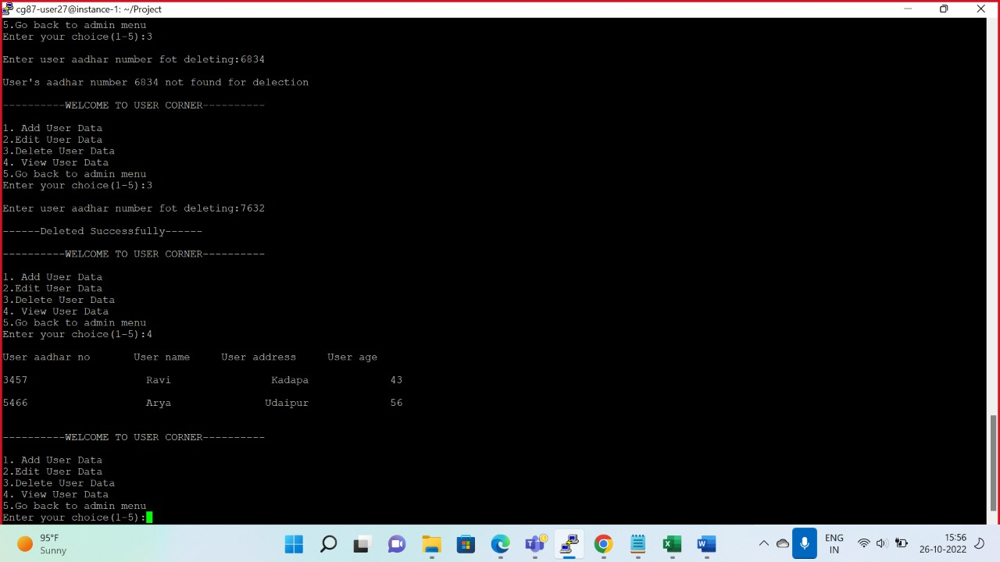 cg87-user27@instance-1: ~/Project
5.Go back to admin menu
Enter your choice(1-5):3
Enter user aadhar number fot deleting:6834
User's aadhar number 6834 not found for delection
----------WELCOME TO USER CORNER----------
1. Add User Data
2.Edit User Data
3.Delete User Data
4. View User Data
5.Go back to admin menu
Enter your choice(1-5):3
Enter user aadhar number fot deleting:7632
------Deleted Successfully------
----------WELCOME TO USER CORNER----------
1. Add User Data
2.Edit User Data
3.Delete User Data
4. View User Data
5.Go back to admin menu
Enter your choice(1-5):4
User aadhar no User name User address User age
3457 Ravi Kadapa 43
5466 Arya Udaipur 56
----------WELCOME TO USER CORNER----------
1. Add User Data
2.Edit User Data
3.Delete User Data
4. View User Data
5.Go back to admin menu
Enter your choice(1-5):
95°F
Sunny
ENG
IN
15:56
26-10-2022